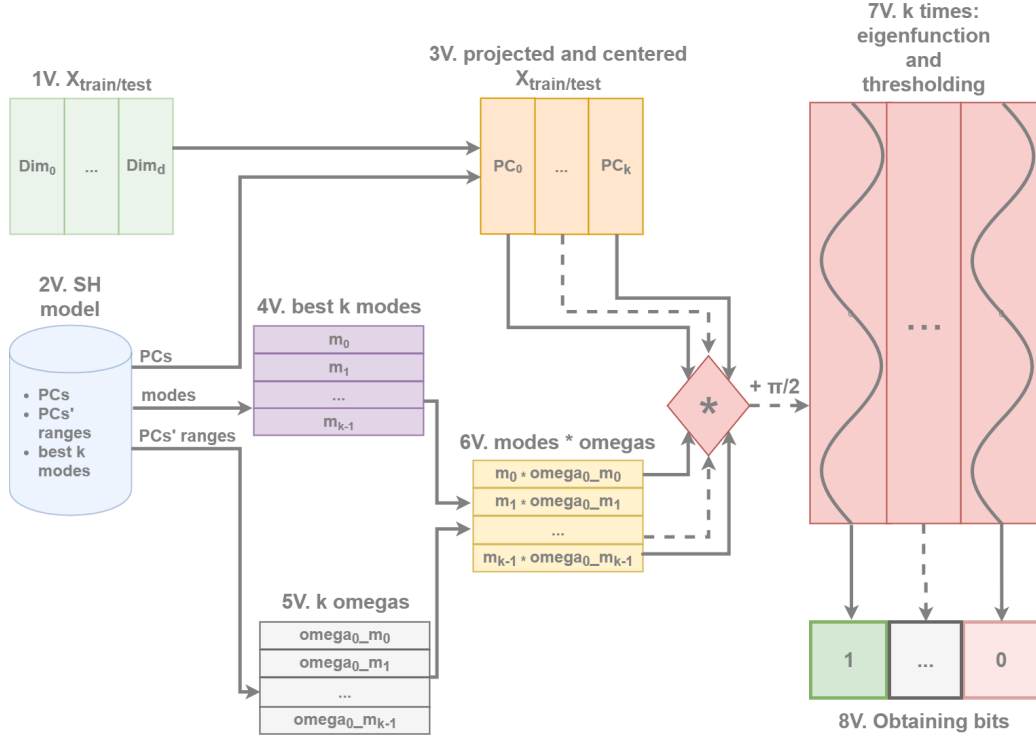 1V. Xtrain/test
Dim0
...
Dimd
2V. SH
model
• PCs
• PCs'
ranges
• best k
modes
PCs
modes
PCs' ranges
3V. projected and centered
Xtrain/test
PC0
...
PCk
4V. best k modes
m0
m1
...
mk-1
5V. k omegas
omega0_m0
omega0_m1
...
omega0_mk-1
6V. modes * omegas
m0 * omega0_m0
m1 * omega0_m1
...
mk-1 * omega0_mk-1
*
+ π/2
7V. k times:
eigenfunction
and
thresholding
...
1
...
0
8V. Obtaining bits